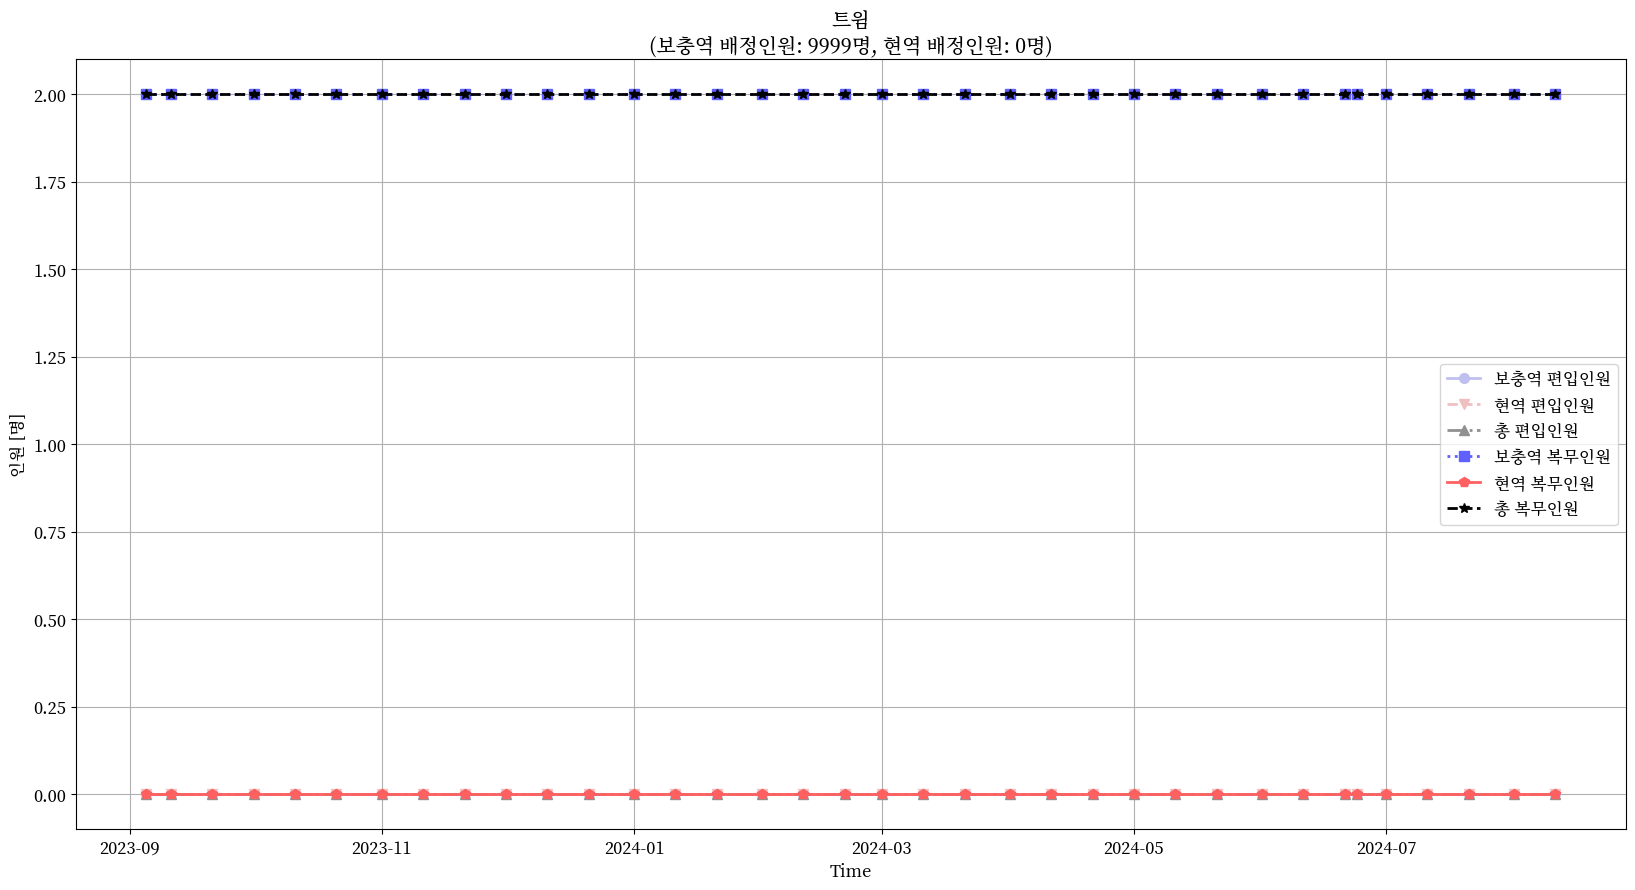 트윔
(보충역 배정인원: 9999명, 현역 배정인원: 0명)
2.00
1.75
1.50
1.25
1.00
0.75
0.50
0.25
0.00
인원 [명]
보충역 편입인원
현역 편입인원
총 편입인원
보충역 복무인원
현역 복무인원
총 복무인원
2023-09
2023-11
2024-01
2024-03
2024-05
2024-07
Time